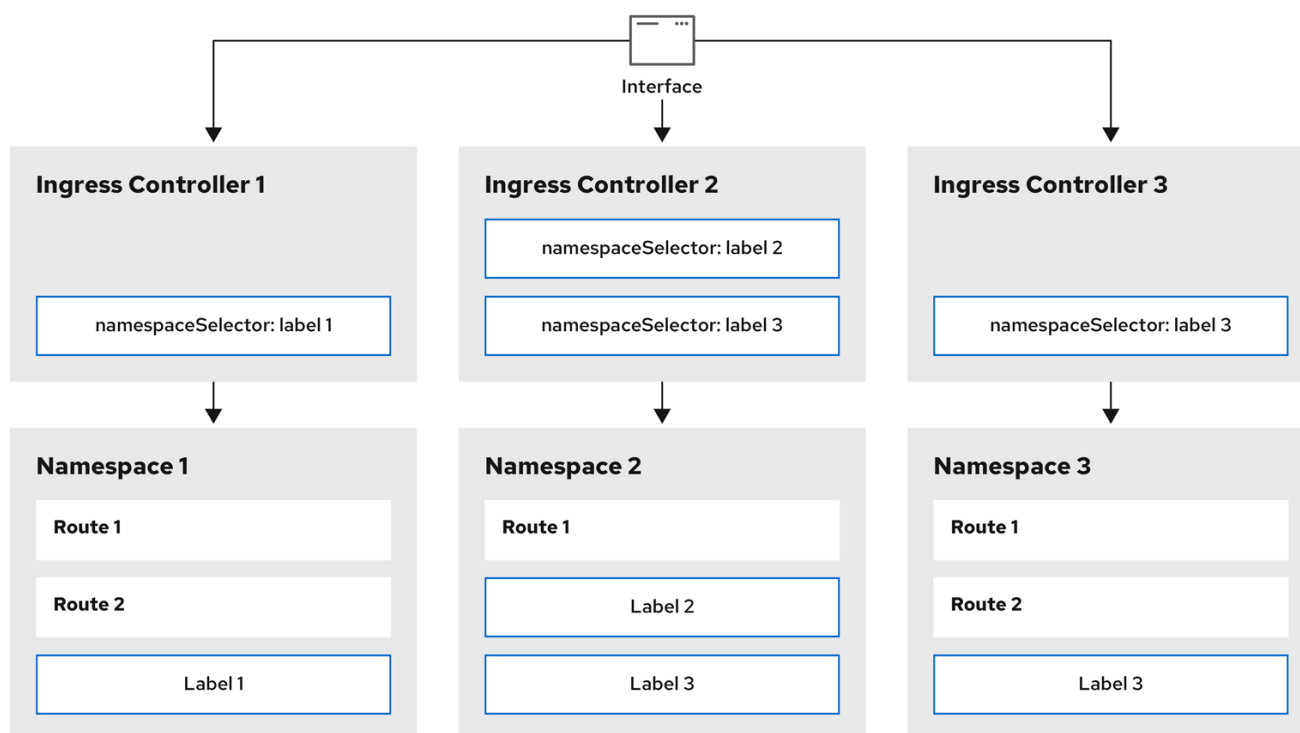 Interface
Ingress Controller 1
namespaceSelector: label 1
Ingress Controller 2
namespaceSelector: label 2
namespaceSelector: label 3
Ingress Controller 3
namespaceSelector: label 3
Namespace 1
Route 1
Route 2
Label 1
Namespace 2
Route 1
Label 2
Label 3
Namespace 3
Route 1
Route 2
Label 3